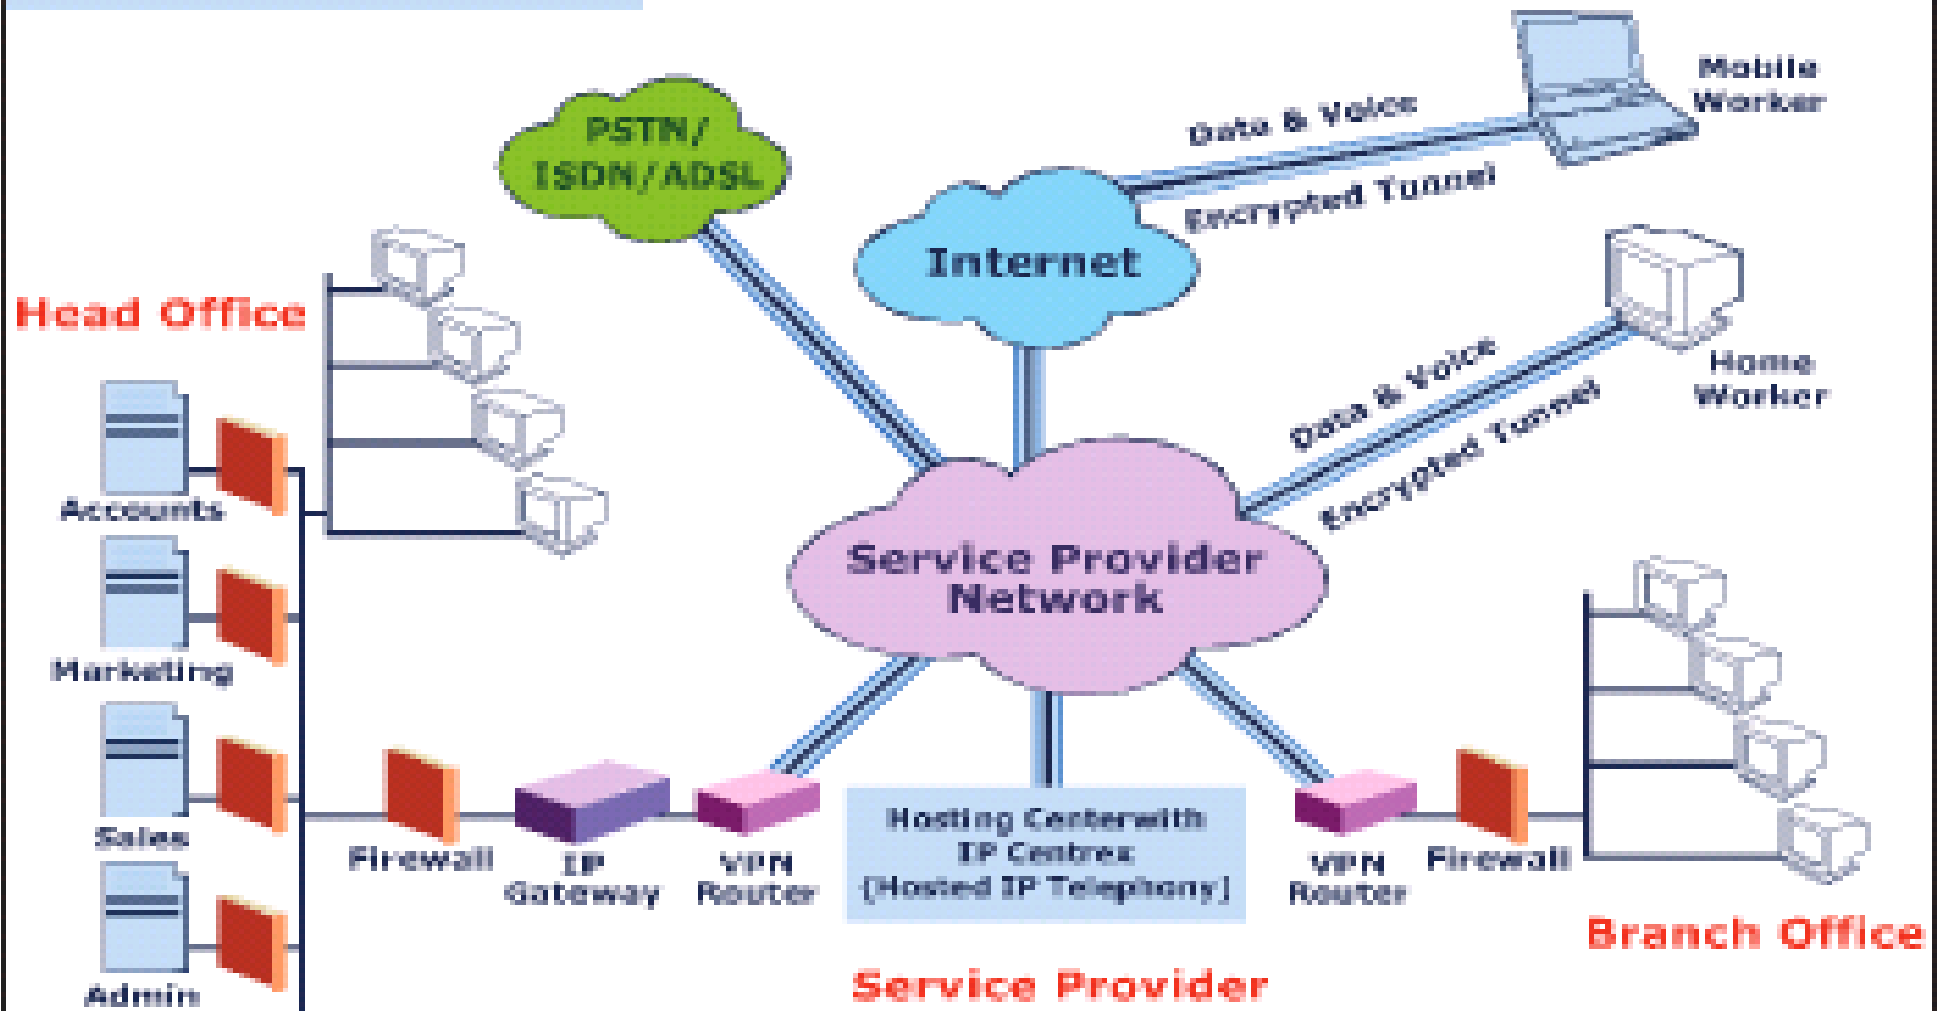 PSTN/
ISDN/ADSL
Internet
Data & Voice
Encrypted Tunnel
Mobile
Worker
Head Office
Data & Voice
Encrypted Tunnel
Home
Worker
Accounts
Marketing
Sales
Admin
Service Provider
Network
Firewall
IP
Gateway
VPN
Router
Hosting Centerwith
IP Centrex
(Hosted IP Telephony)
VPN
Router
Firewall
Branch Office
Service Provider